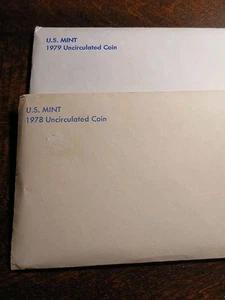 U.S. MINT
1979 Uncirculated Coin
U.S. MINT
1978 Uncirculated Coin